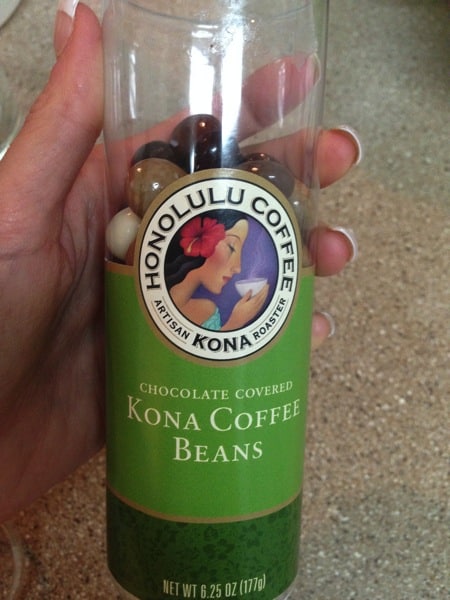 HONOLULU COFFEE
ARTISAN KONA ROASTER
CHOCOLATE COVERED
KONA COFFEE
BEANS
NET WT 6.25 OZ (177g)